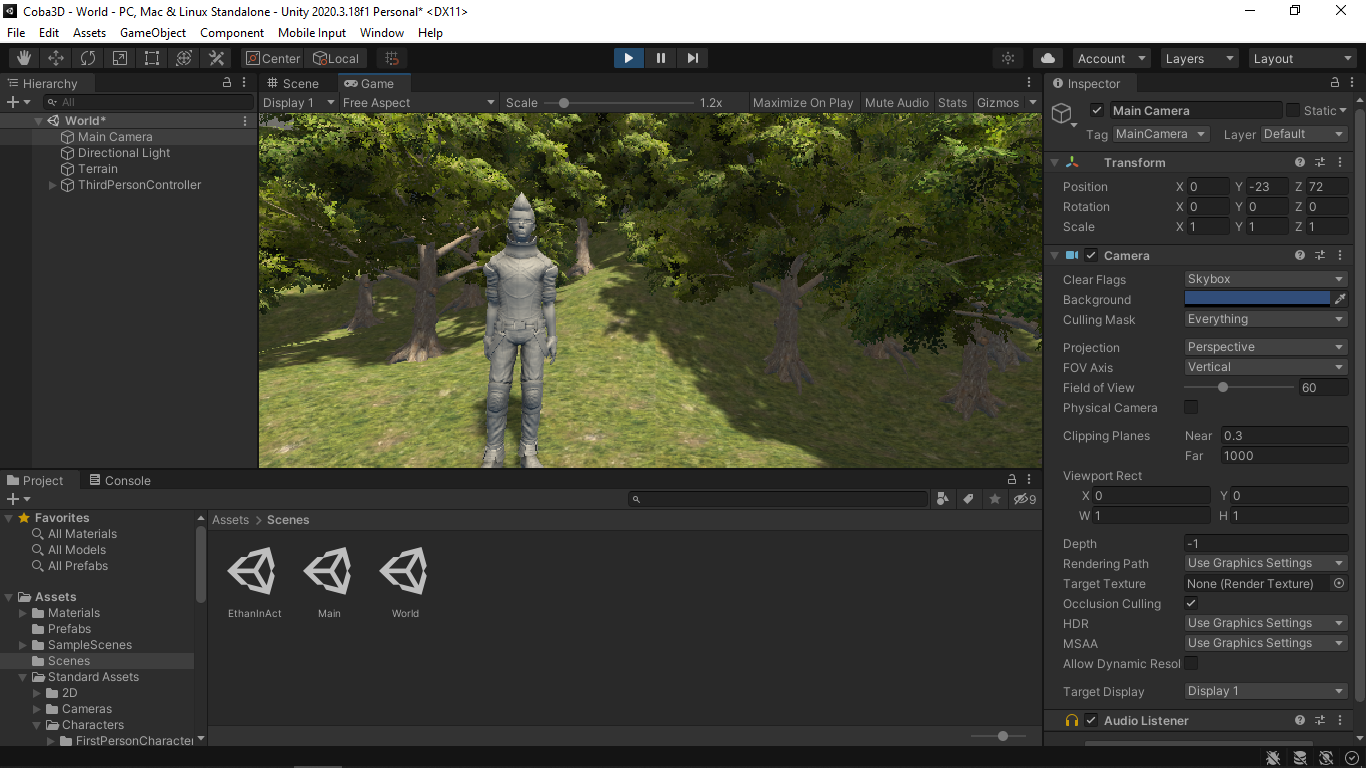 Coba3D - World - PC, Mac & Linux Standalone - Unity 2020.3.18f1 Personal* <DX11>
File Edit Assets GameObject Component Mobile Input Window Help
Center Local Account Layers Layout
Hierarchy
All
World*
Main Camera
Directional Light
Terrain
ThirdPersonController
Scene Game
Display 1 Free Aspect Scale 1.2x Maximize On Play Mute Audio Stats Gizmos
Inspector
Main Camera Static
Tag MainCamera Layer Default
Transform
Position X 0 Y -23 Z 72
Rotation X 0 Y 0 Z 0
Scale X 1 Y 1 Z 1
Camera
Clear Flags Skybox
Background
Culling Mask Everything
Projection Perspective
FOV Axis Vertical
Field of View 60
Physical Camera
Clipping Planes Near 0.3
Far 1000
Viewport Rect
X 0 Y 0
W 1 H 1
Depth -1
Rendering Path Use Graphics Settings
Target Texture None (Render Texture)
Occlusion Culling
HDR Use Graphics Settings
MSAA Use Graphics Settings
Allow Dynamic Resol
Target Display Display 1
Audio Listener
Project Console
9
Favorites
All Materials
All Models
All Prefabs
Assets
Materials
Prefabs
SampleScenes
Scenes
Standard Assets
2D
Cameras
Characters
FirstPersonCharacter
Assets > Scenes
EthanInAct Main World